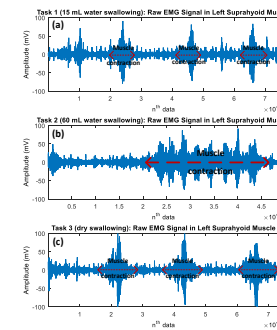 Task 1 (15 mL water swallowing): Raw EMG Signal in Left Suprahyoid Mu
(a)
100
50
0
-50
-100
Amplitude (mV)
Muscle contraction
Muscle contraction
Muscle contraction
1 2 3 4 5 6 7
nth data
Task 2 (60 mL water swallowing): Raw EMG Signal in Left Suprahyoid Mu
(b)
100
50
0
-50
-100
Amplitude (mV)
Muscle
contraction
0.5 1 1.5 2 2.5 3 3.5 4 4.5 5
nth data
Task 3 (dry swallowing): Raw EMG Signal in Left Suprahyoid Muscle
(c)
100
50
0
-50
-100
Amplitude (mV)
Muscle contraction
Muscle contraction
Muscle contraction
1 2 3 4 5 6 7
nth data